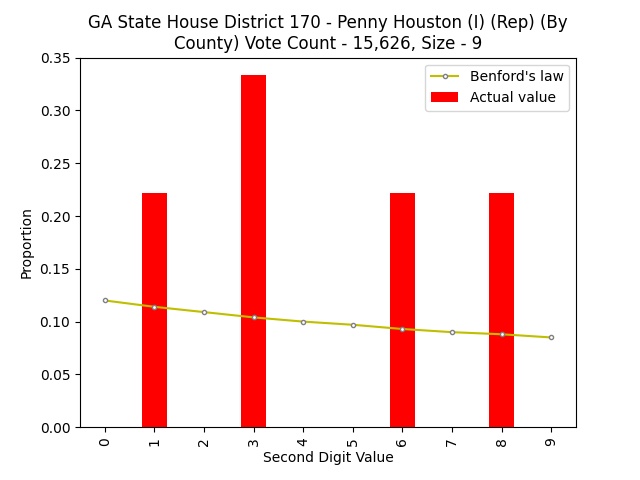 GA State House District 170 - Penny Houston (I) (Rep) (By
County) Vote Count - 15,626, Size - 9
Benford's law
Actual value
0.35
0.30
0.25
0.20
0.15
0.10
0.05
0.00
Proportion
0 1 2 3 4 5 6 7 8 9
Second Digit Value